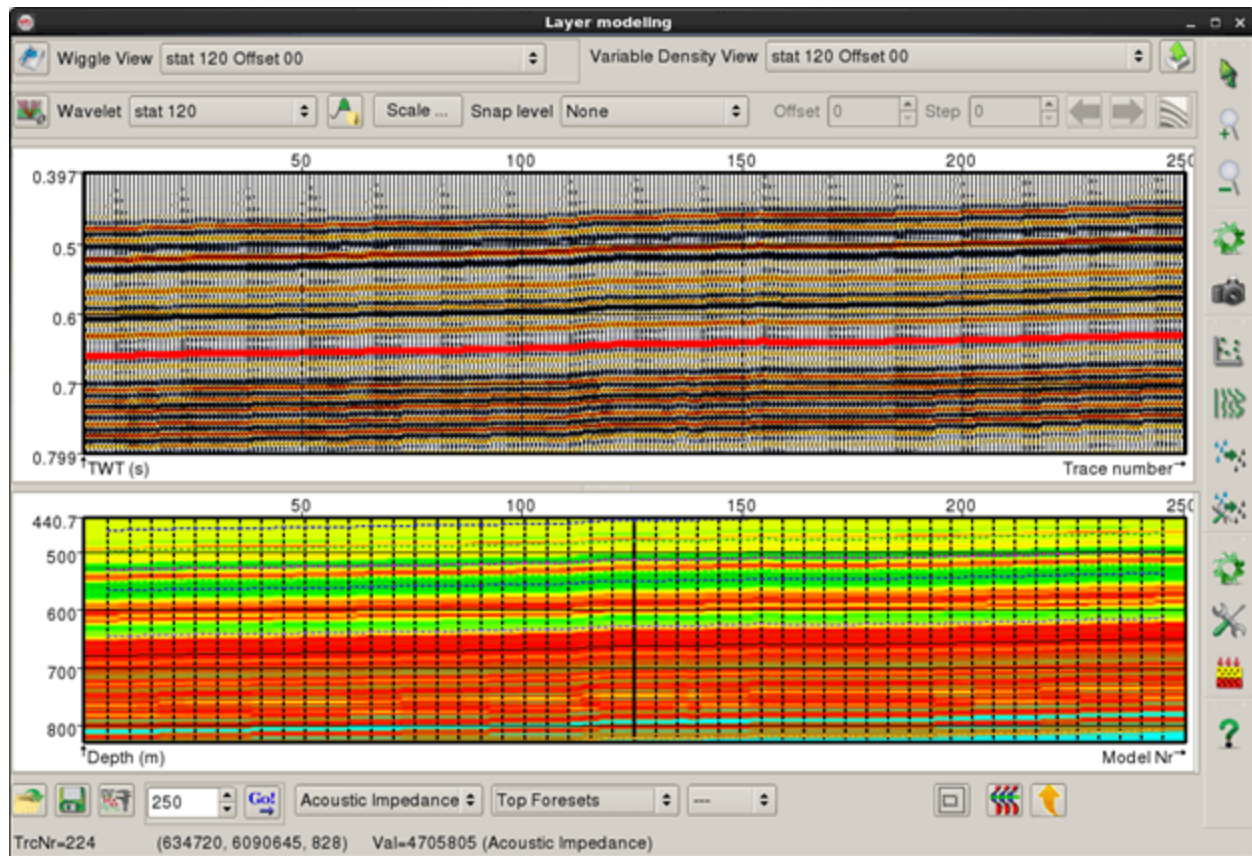 Layer modeling
Wiggle View stat 120 Offset 00 Variable Density View stat 120 Offset 00
Wavelet stat 120 Scale ... Snap level None Offset 0 Step 0
50 100 150 200 250
0.397
0.5
0.6
0.7
0.799
TWT (s) Trace number
50 100 150 200 250
440.7
500
600
700
800
Depth (m) Model Nr
250 Go! Acoustic Impedance Top Foresets ---
TrcNr=224 (634720, 6090645, 828) Val=4705805 (Acoustic Impedance)